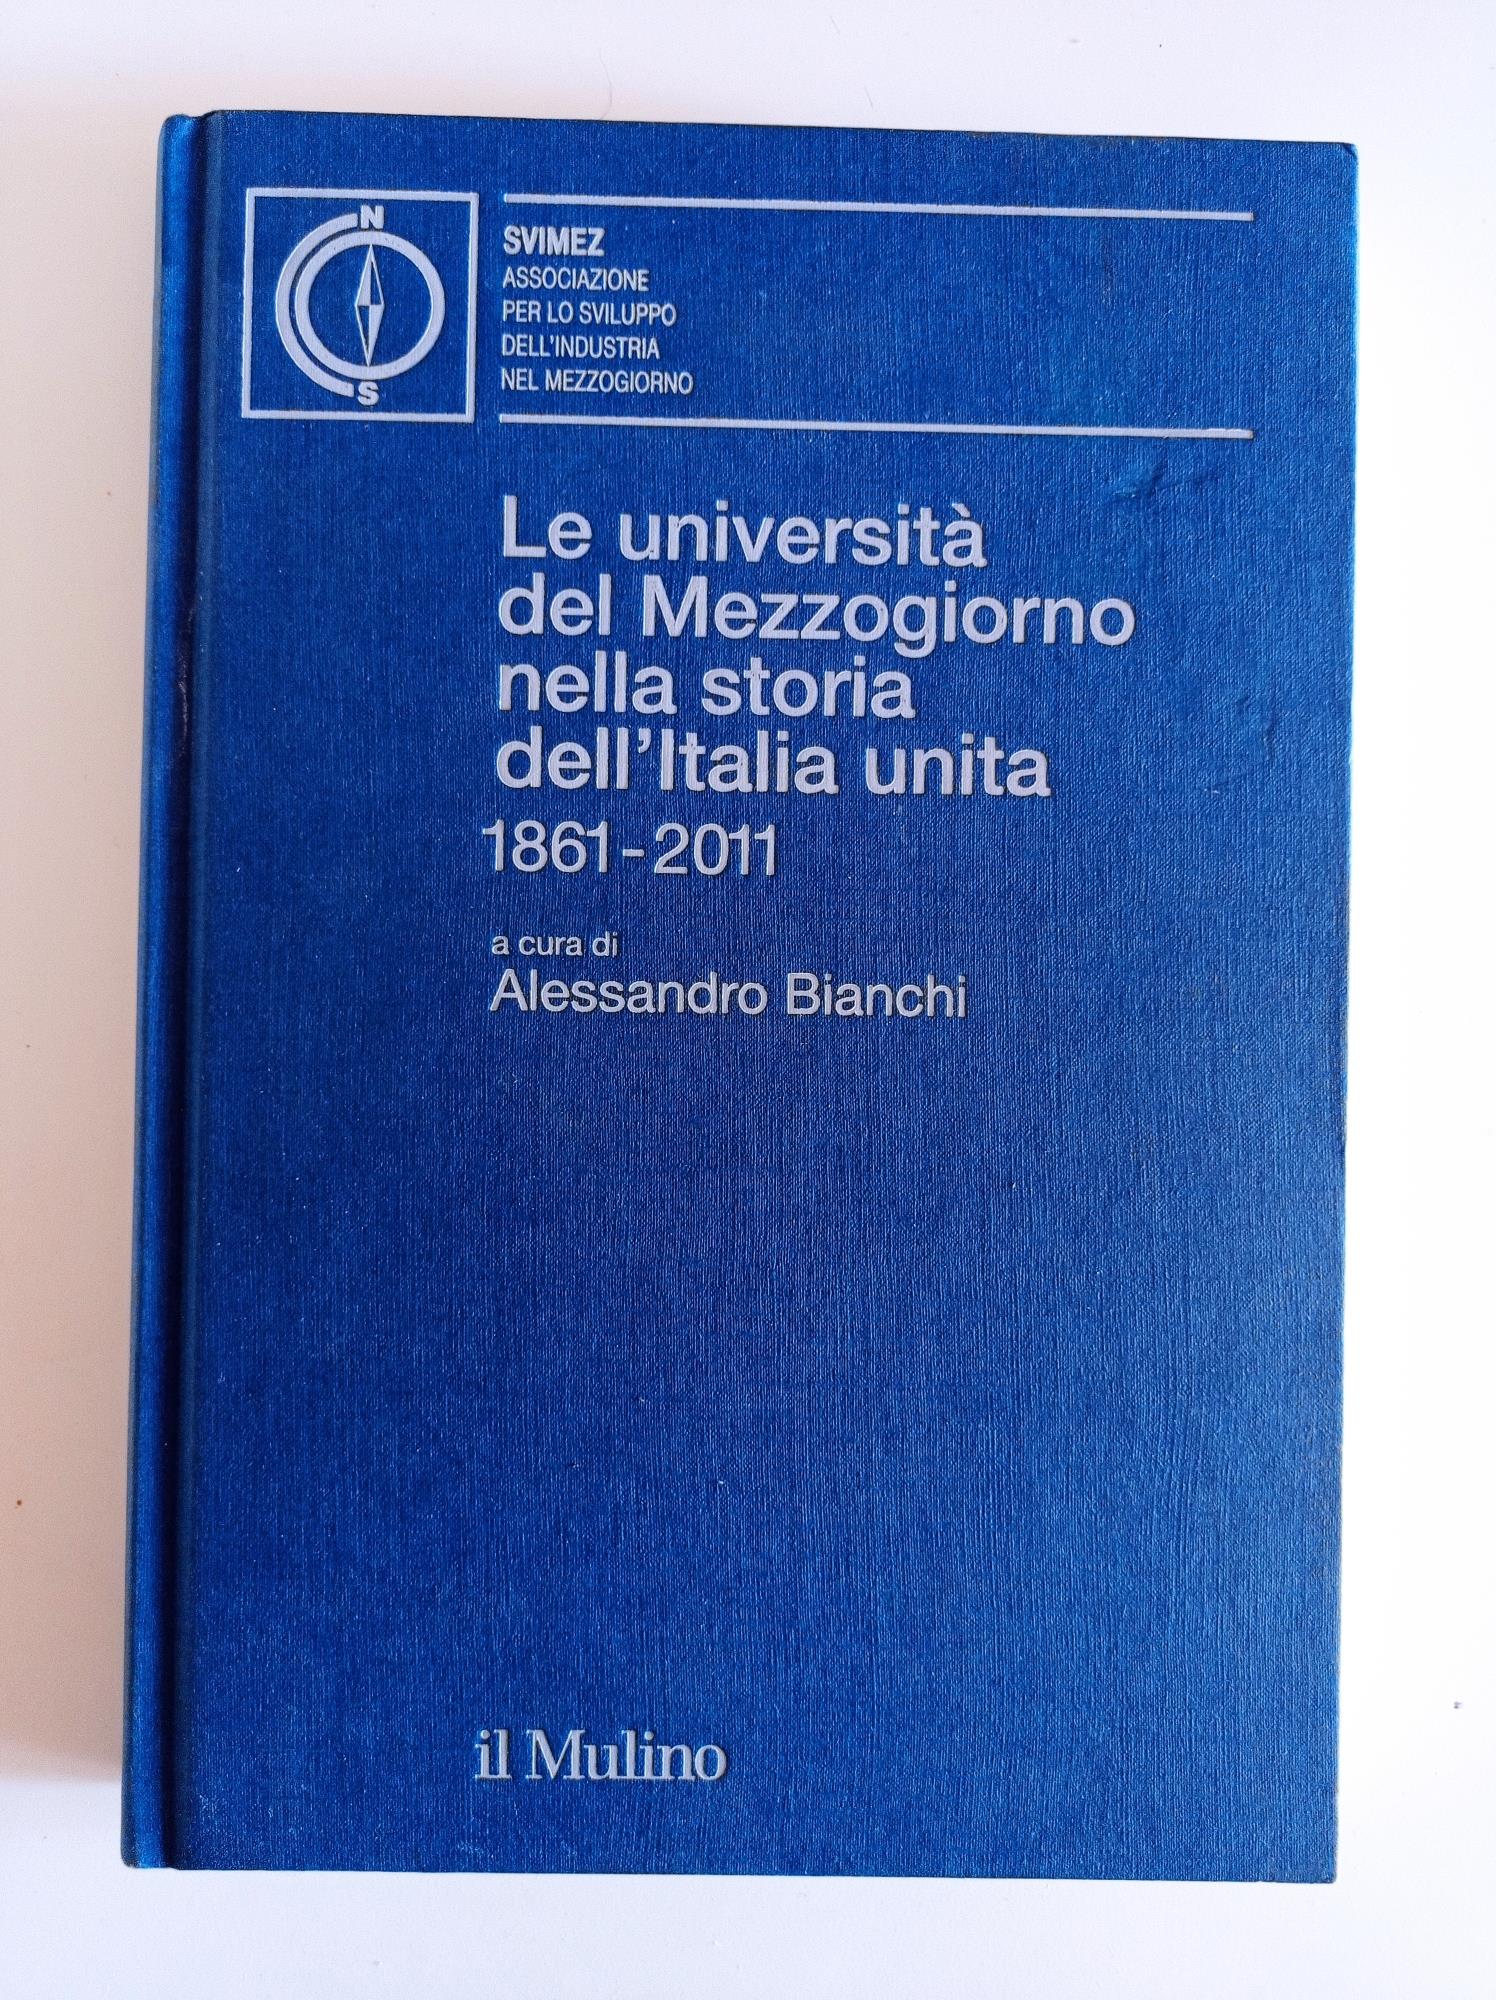 N
S
SVIMEZ
ASSOCIAZIONE
PER LO SVILUPPO
DELL'INDUSTRIA
NEL MEZZOGIORNO
Le università
del Mezzogiorno
nella storia
dell'Italia unita
1861-2011
a cura di
Alessandro Bianchi
il Mulino